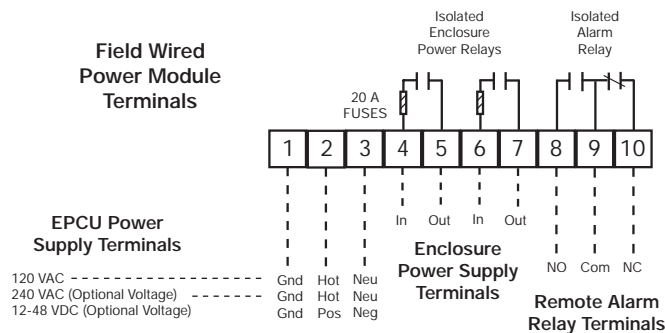 Field Wired
Power Module
Terminals
Isolated
Enclosure
Power Relays
Isolated
Alarm
Relay
20 A
FUSES
1 2 3 4 5 6 7 8 9 10
In Out In Out
EPCU Power
Supply Terminals
Enclosure
Power Supply
Terminals
NO Com NC
Remote Alarm
Relay Terminals
120 VAC Gnd Hot Neu
240 VAC (Optional Voltage) Gnd Hot Neu
12-48 VDC (Optional Voltage) Gnd Pos Neg